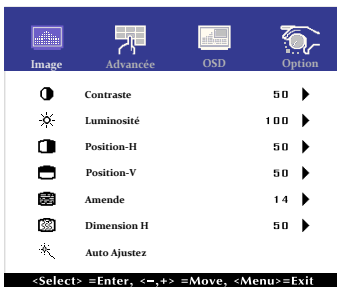 Image Advancée OSD Option
Contraste 50
Luminosité 100
Position-H 50
Position-V 50
Amende 14
Dimension H 50
Auto Ajustez
<Select> =Enter, <–,+> =Move, <Menu>=Exit